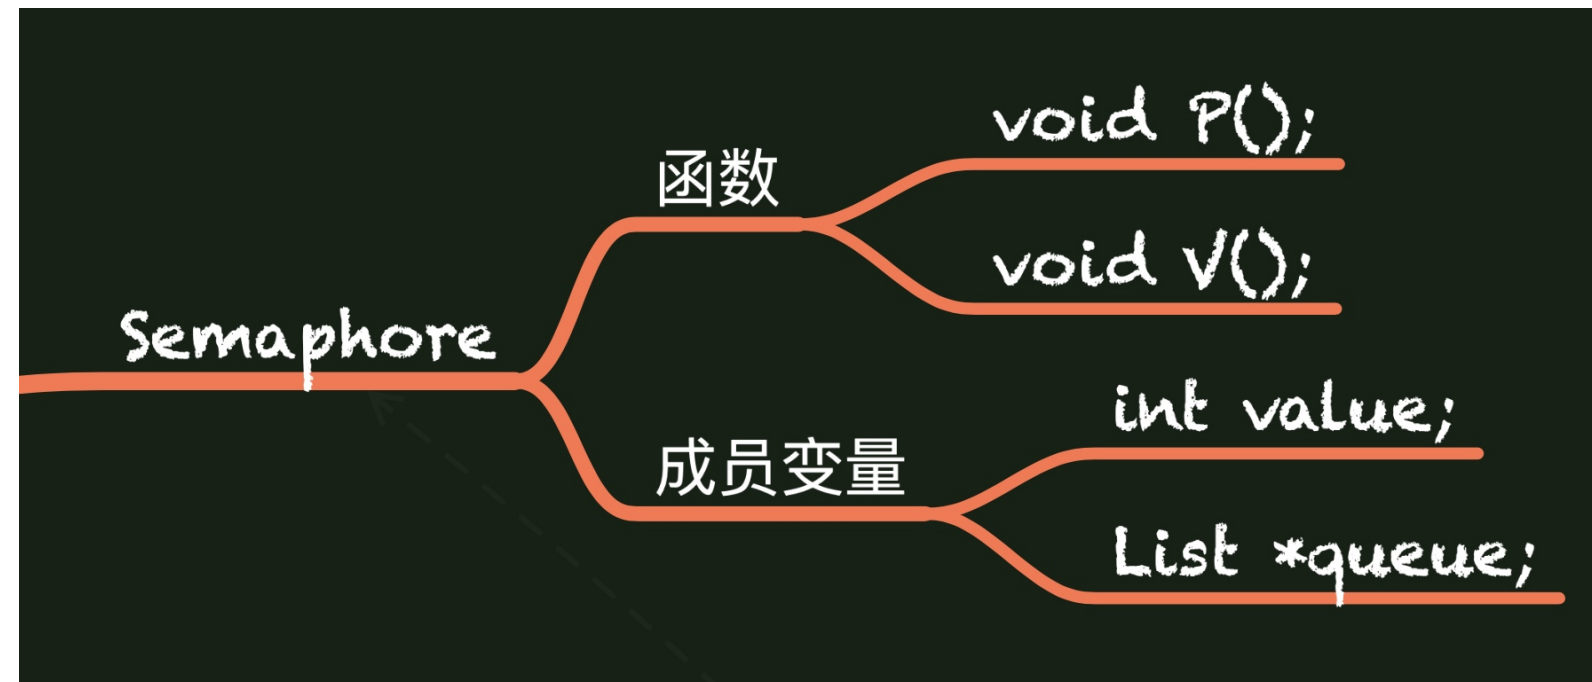 Semaphore
函数
void P();
void V();
成员变量
int value;
List *queue;